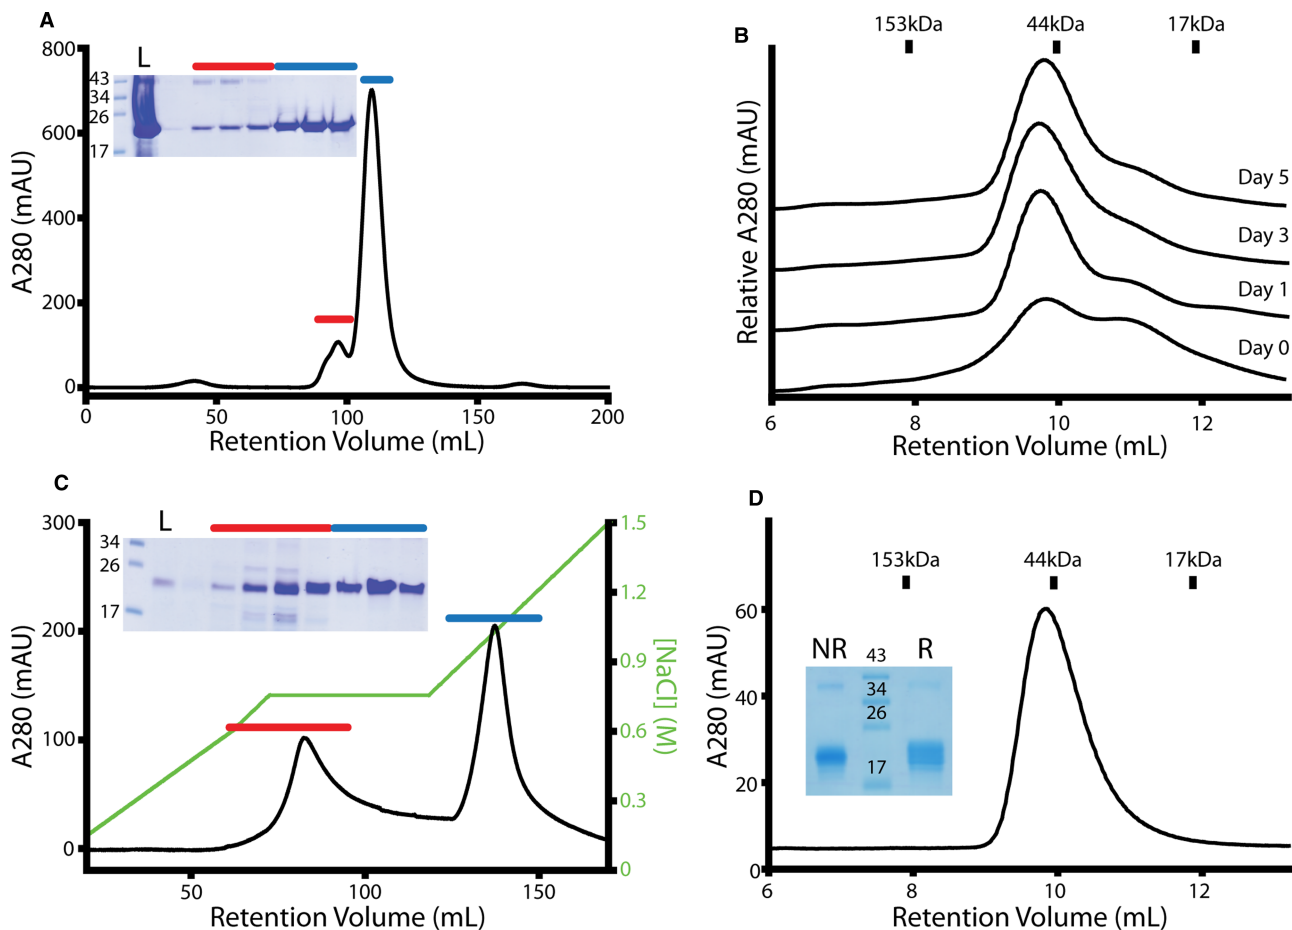 A
800
600
400
200
0
A280 (mAU)
L
43
34
26
17
0 50 100 150 200
Retention Volume (mL)
B
153kDa 44kDa 17kDa
Relative A280 (mAU)
Day 5
Day 3
Day 1
Day 0
6 8 10 12
Retention Volume (mL)
C
300
200
100
0
A280 (mAU)
L
34
26
17
1.5
1.2
0.9
0.6
0.3
0
[NaCl] (M)
50 100 150
Retention Volume (mL)
D
153kDa 44kDa 17kDa
60
40
20
0
A280 (mAU)
NR 43 R
34
26
17
6 8 10 12
Retention Volume (mL)